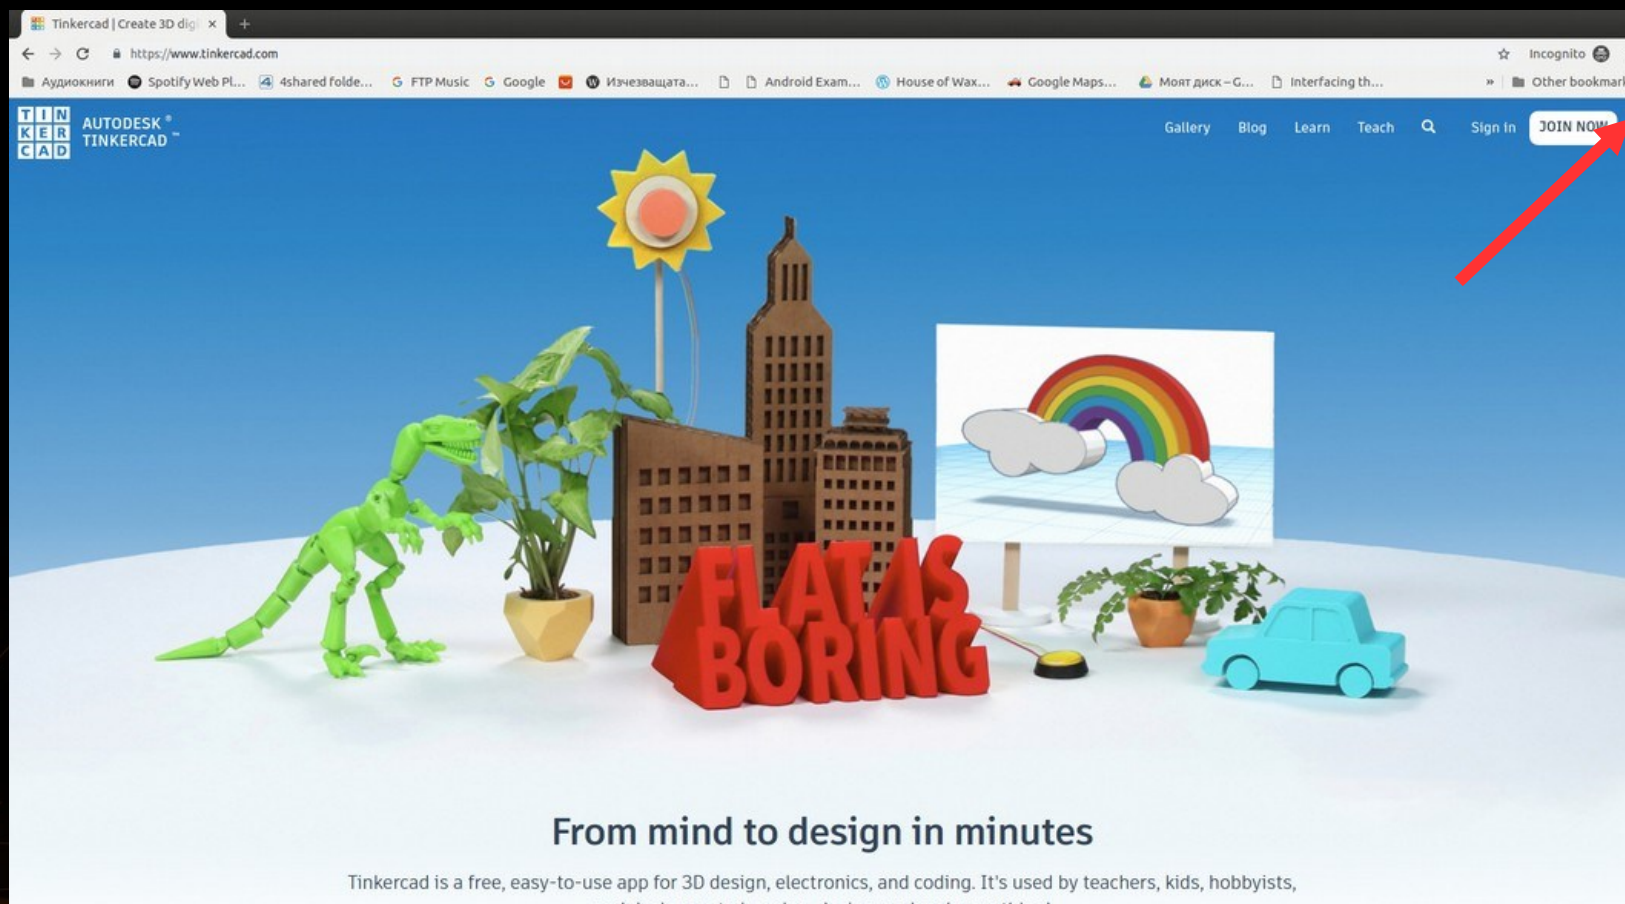 Tinkercad | Create 3D dig
https://www.tinkercad.com
Incognito
Аудиокниги
Spotify Web Pl...
4shared folde...
FTP Music
Google
Изчезващата...
Android Exam...
House of Wax...
Google Maps...
Моят диск – G...
Interfacing th...
Other bookmark
TIN
KER
CAD
AUTODESK®
TINKERCAD™
Gallery
Blog
Learn
Teach
Sign in
JOIN NOW
FLAT IS
BORING
From mind to design in minutes
Tinkercad is a free, easy-to-use app for 3D design, electronics, and coding. It's used by teachers, kids, hobbyists,